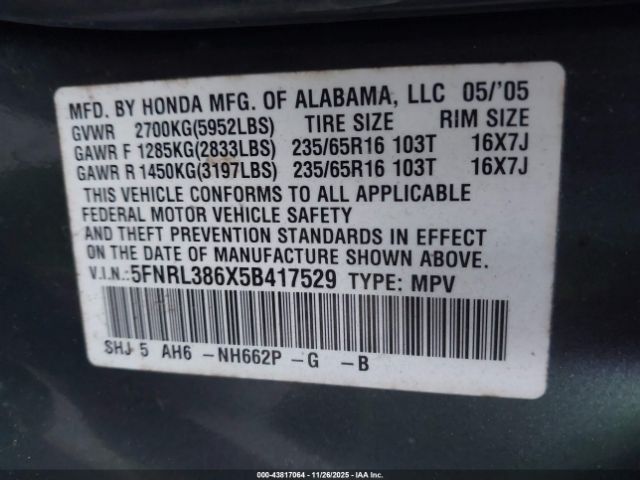 MFD. BY HONDA MFG. OF ALABAMA, LLC 05/'05
GVWR 2700KG(5952LBS) TIRE SIZE RIM SIZE
GAWR F 1285KG(2833LBS) 235/65R16 103T 16X7J
GAWR R 1450KG(3197LBS) 235/65R16 103T 16X7J
THIS VEHICLE CONFORMS TO ALL APPLICABLE
FEDERAL MOTOR VEHICLE SAFETY
AND THEFT PREVENTION STANDARDS IN EFFECT
ON THE DATE OF MANUFACTURE SHOWN ABOVE.
V.I.N.:5FNRL386X5B417529 TYPE: MPV
SHJ 5 AH6 -NH662P -G -B
000-43817064 11/26/2025 IAAI.COM